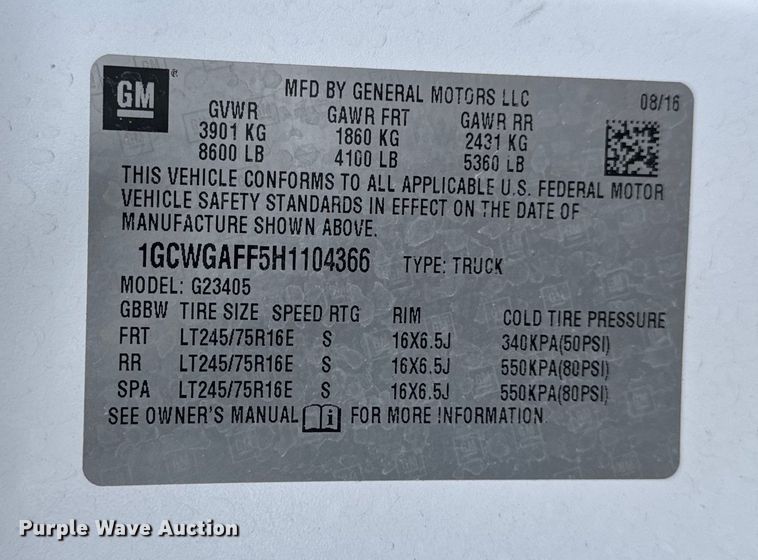 GM®
MFD BY GENERAL MOTORS LLC 08/16
GVWR GAWR FRT GAWR RR
3901 KG 1860 KG 2431 KG
8600 LB 4100 LB 5360 LB
THIS VEHICLE CONFORMS TO ALL APPLICABLE U.S. FEDERAL MOTOR
VEHICLE SAFETY STANDARDS IN EFFECT ON THE DATE OF
MANUFACTURE SHOWN ABOVE.
1GCWGAFF5H1104366 TYPE: TRUCK
MODEL: G23405
GBBW TIRE SIZE SPEED RTG RIM COLD TIRE PRESSURE
FRT LT245/75R16E S 16X6.5J 340KPA(50PSI)
RR LT245/75R16E S 16X6.5J 550KPA(80PSI)
SPA LT245/75R16E S 16X6.5J 550KPA(80PSI)
SEE OWNER'S MANUAL FOR MORE INFORMATION.
Purple Wave Auction